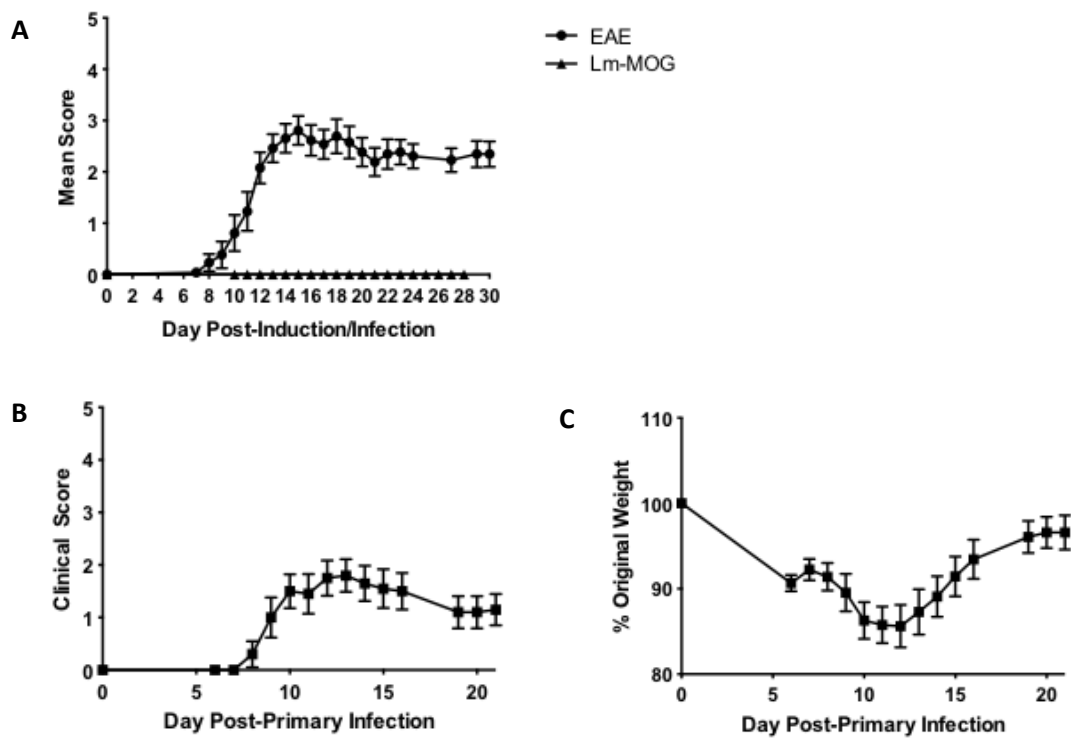 A
5
4
3
2
1
0
Mean Score
0 2 4 6 8 10 12 14 16 18 20 22 24 26 28 30
Day Post-Induction/Infection
EAE
Lm-MOG
B
5
4
3
2
1
0
Clinical Score
0 5 10 15 20
Day Post-Primary Infection
C
110
100
90
80
% Original Weight
0 5 10 15 20
Day Post-Primary Infection